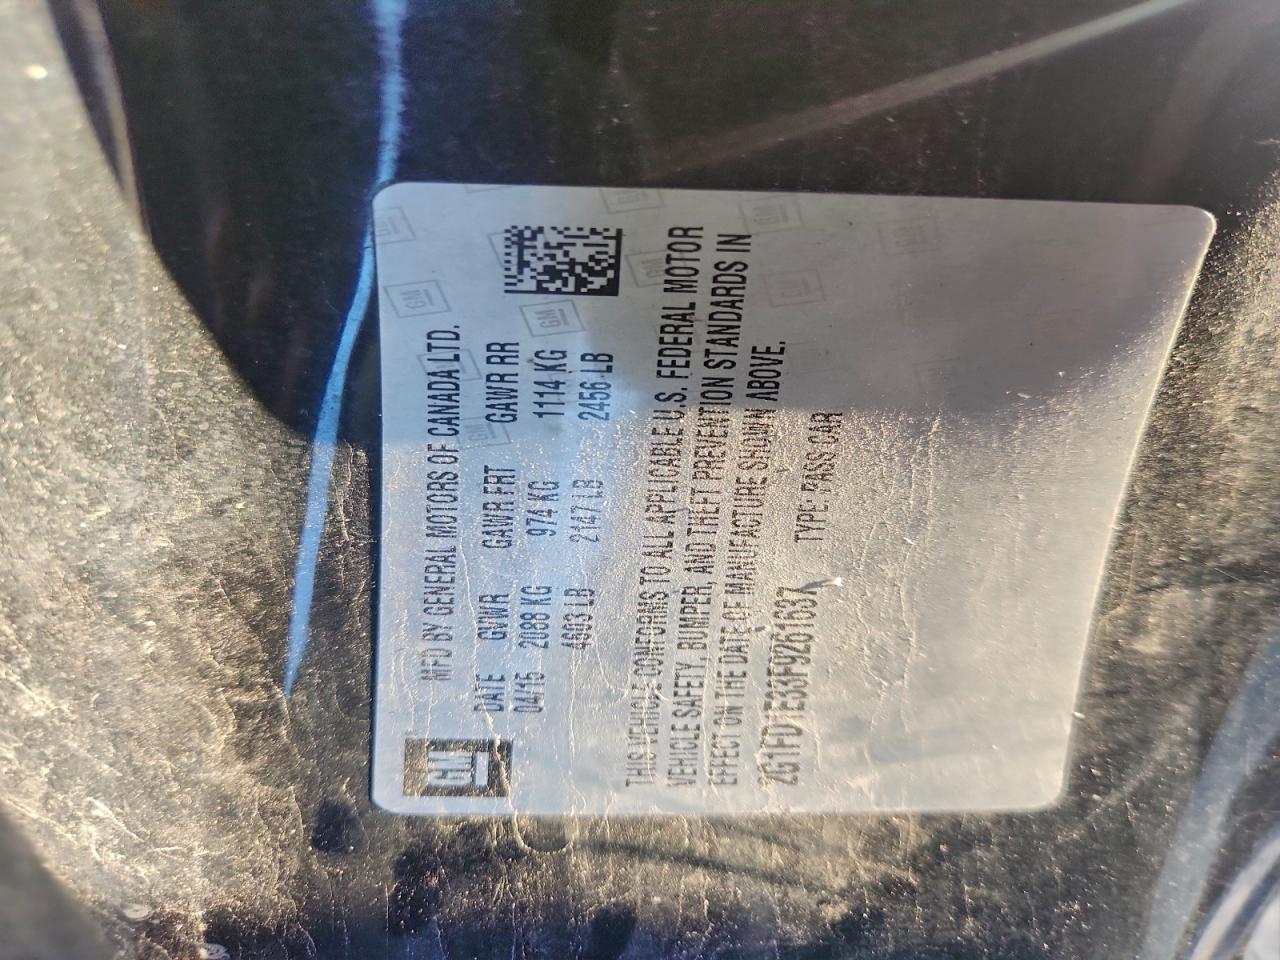 GM
MFD BY GENERAL MOTORS OF CANADA LTD.
DATE GVWR GAWR FRT GAWR RR
04/15 2088 KG 974 KG 1114 KG
4603 LB 2147 LB 2456 LB
THIS VEHICLE CONFORMS TO ALL APPLICABLE U.S. FEDERAL MOTOR
VEHICLE SAFETY, BUMPER, AND THEFT PREVENTION STANDARDS IN
EFFECT ON THE DATE OF MANUFACTURE SHOWN ABOVE.
2G1FD1E33F9261637 TYPE: PASS CAR